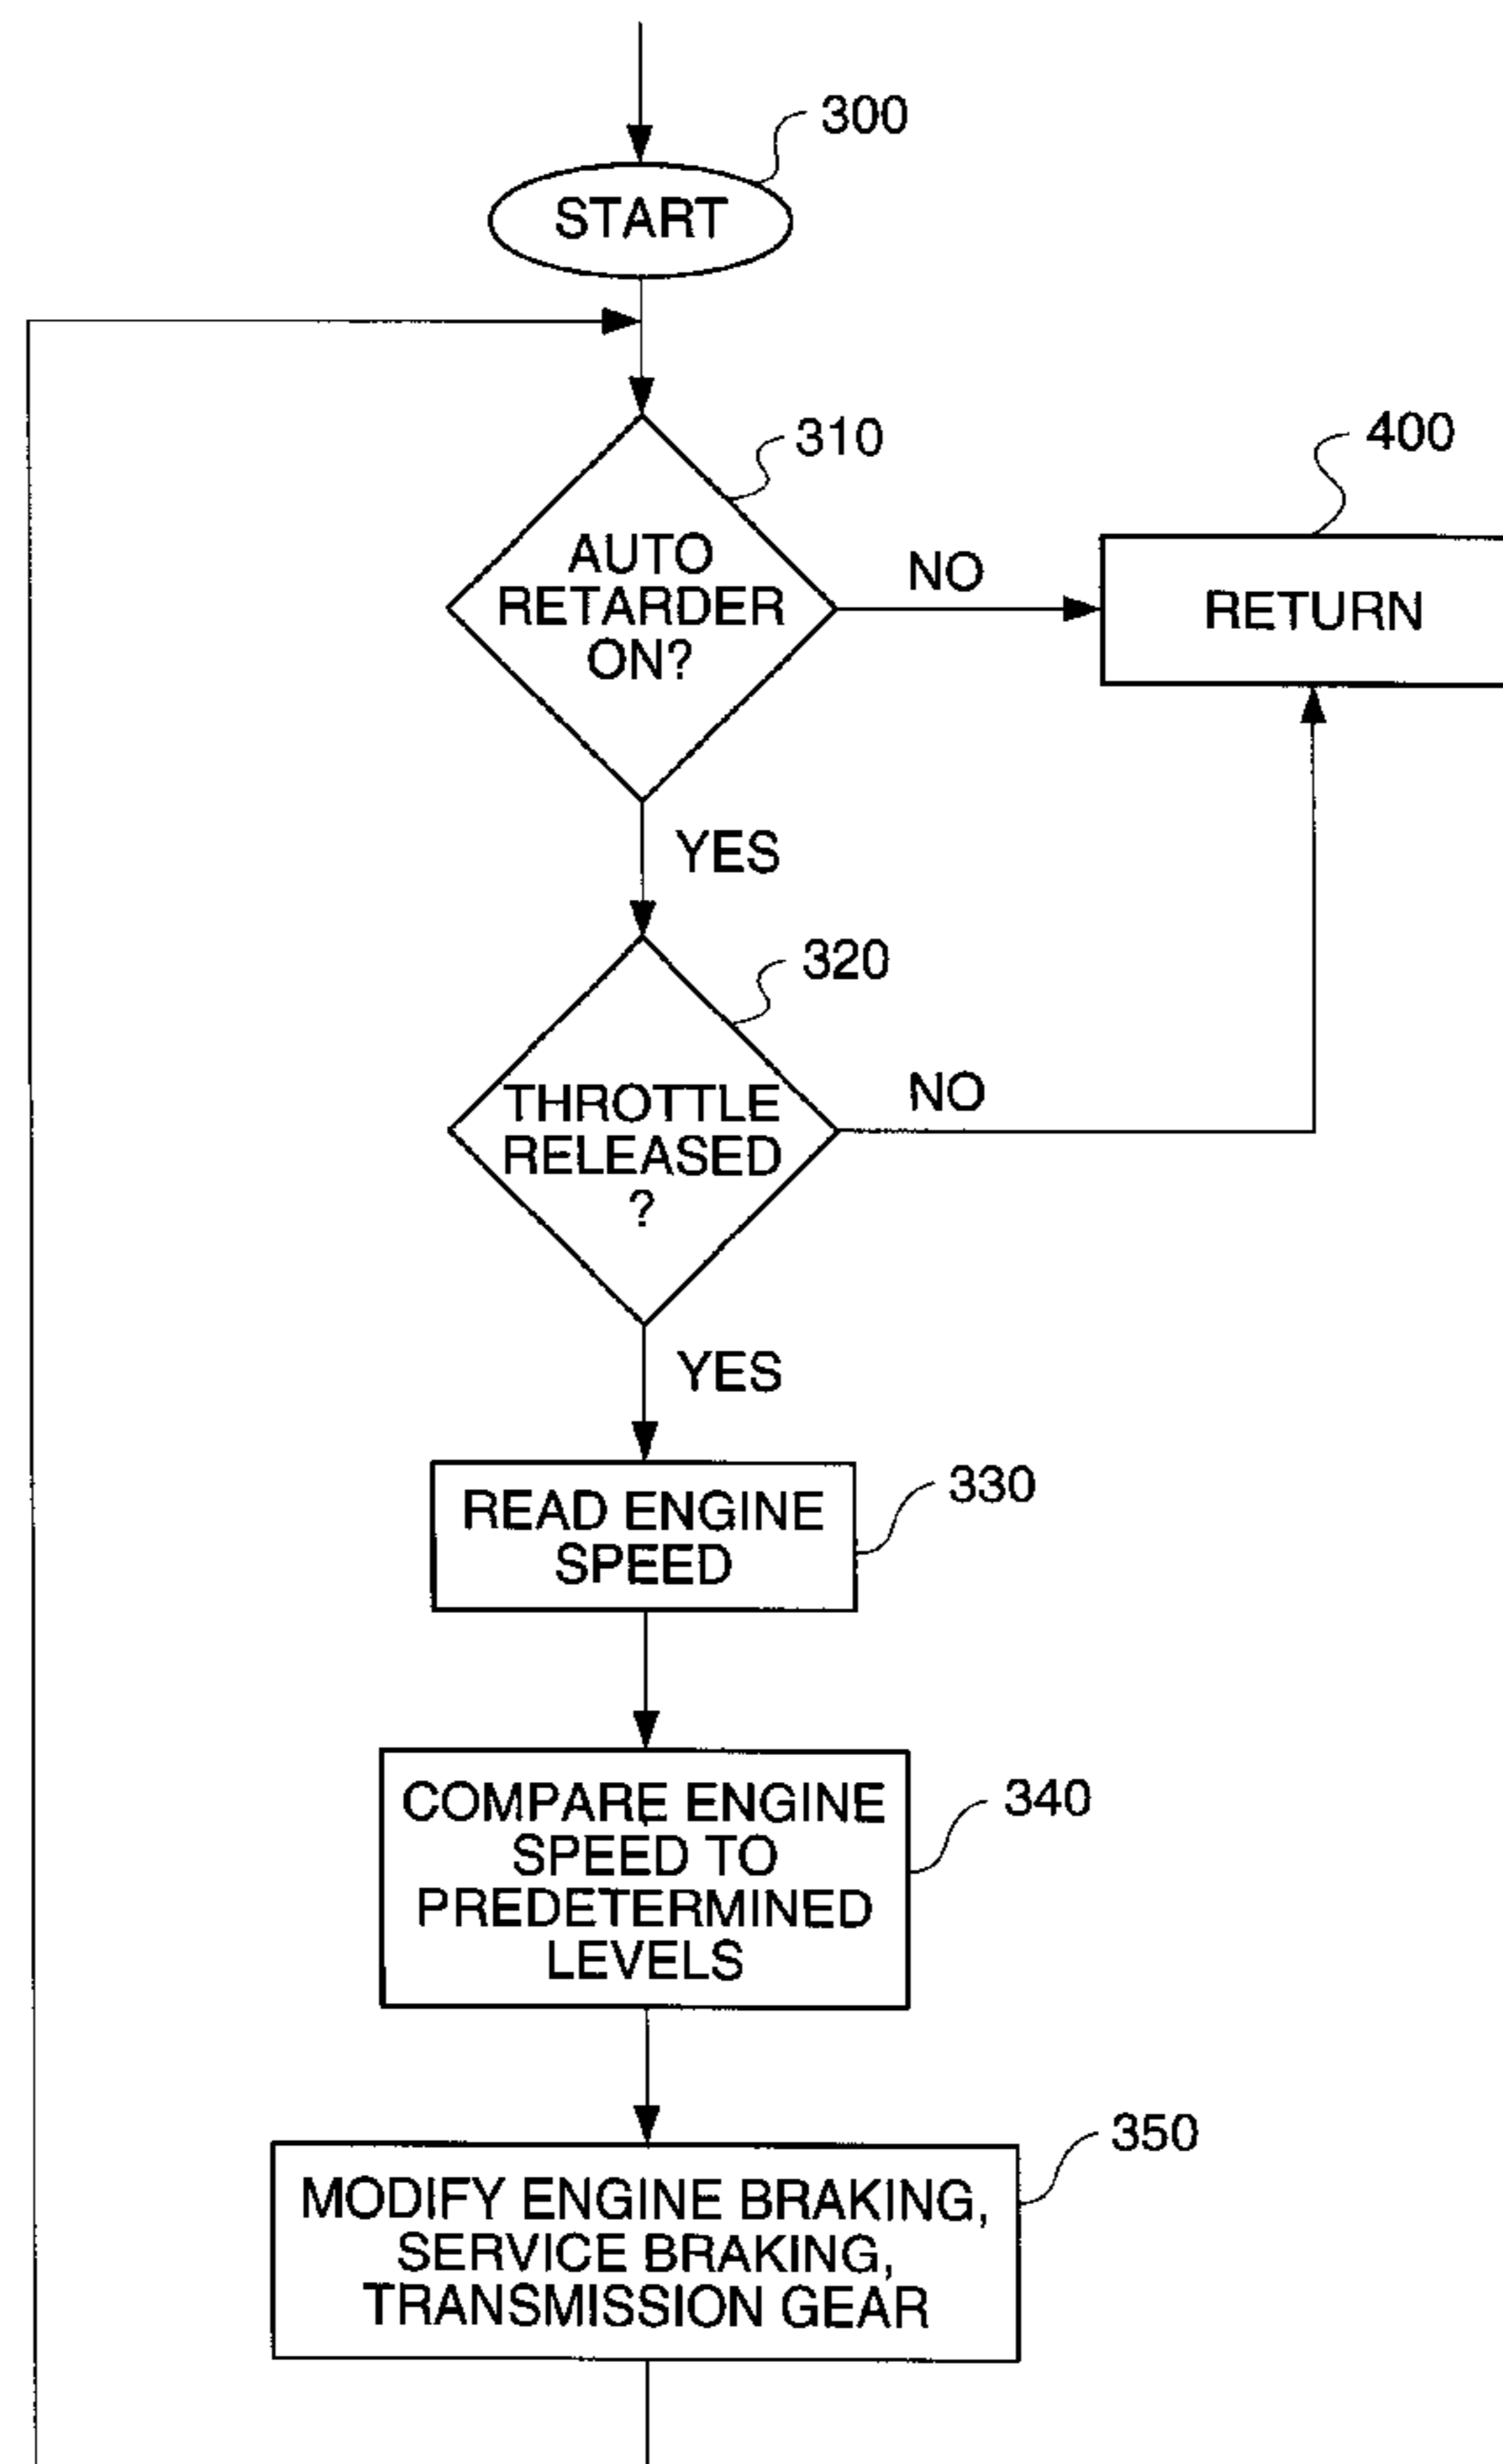 300
START
310
AUTO
RETARDER
ON?
NO
400
RETURN
YES
320
THROTTLE
RELEASED
?
NO
YES
330
READ ENGINE
SPEED
340
COMPARE ENGINE
SPEED TO
PREDETERMINED
LEVELS
350
MODIFY ENGINE BRAKING,
SERVICE BRAKING,
TRANSMISSION GEAR